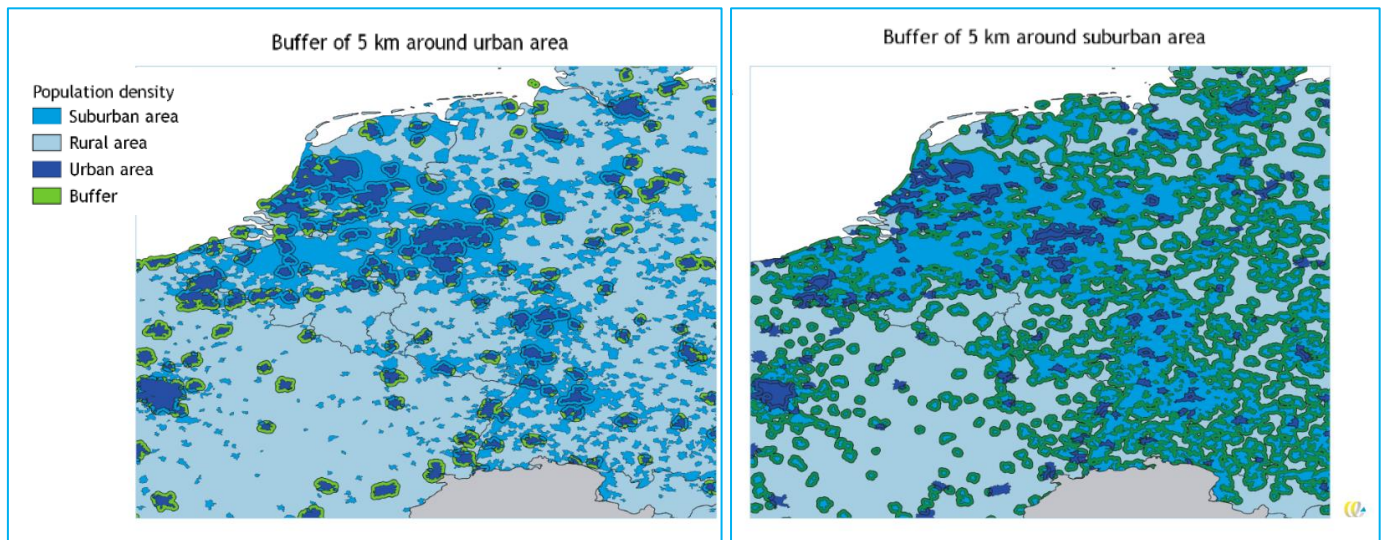 Buffer of 5 km around urban area
Population density
Suburban area
Rural area
Urban area
Buffer
Buffer of 5 km around suburban area